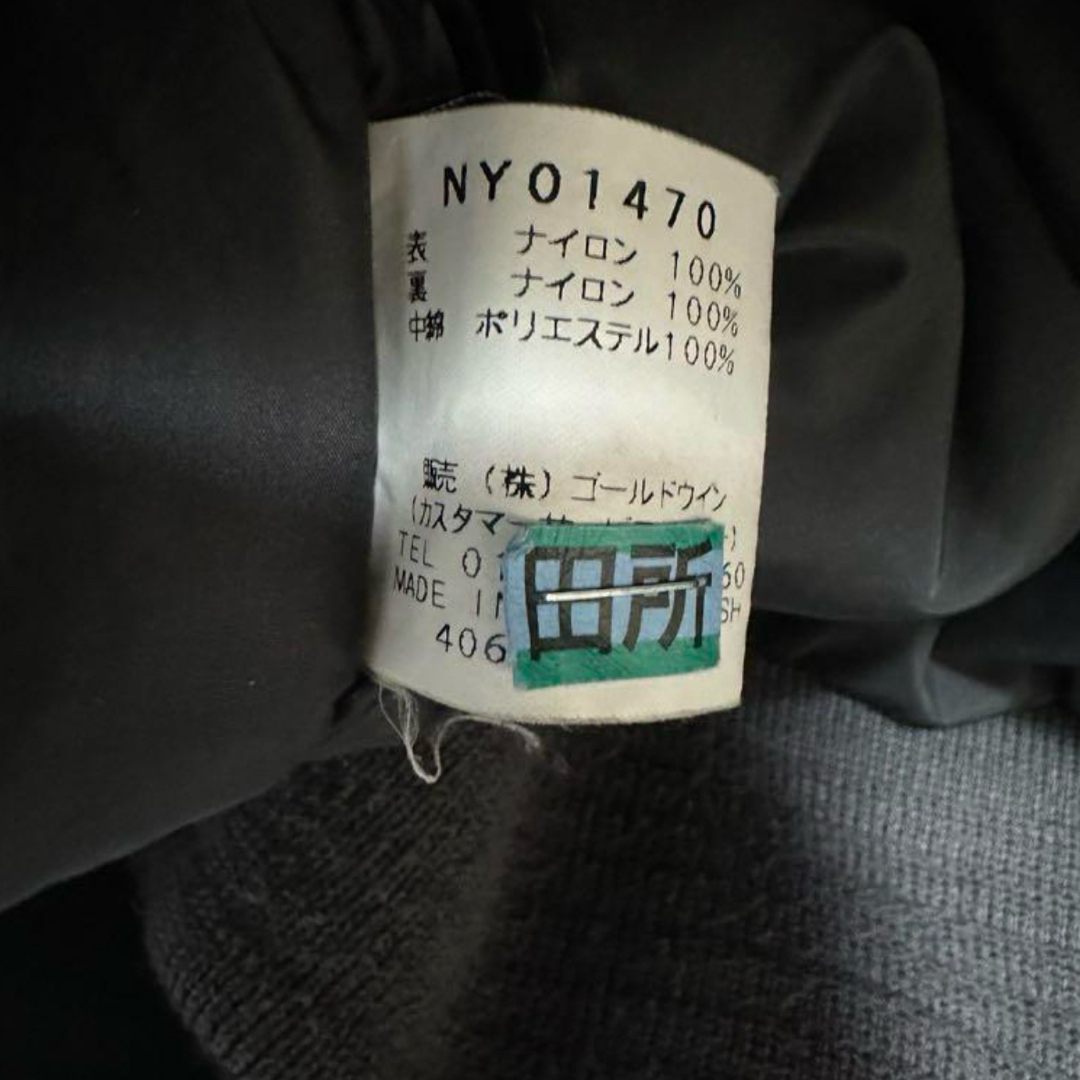 NY01470
表 ナイロン 100%
裏 ナイロン 100%
中綿 ポリエステル100%
販売 (株) ゴールドウイン
(カスタマー
TEL
MADE
406
田所